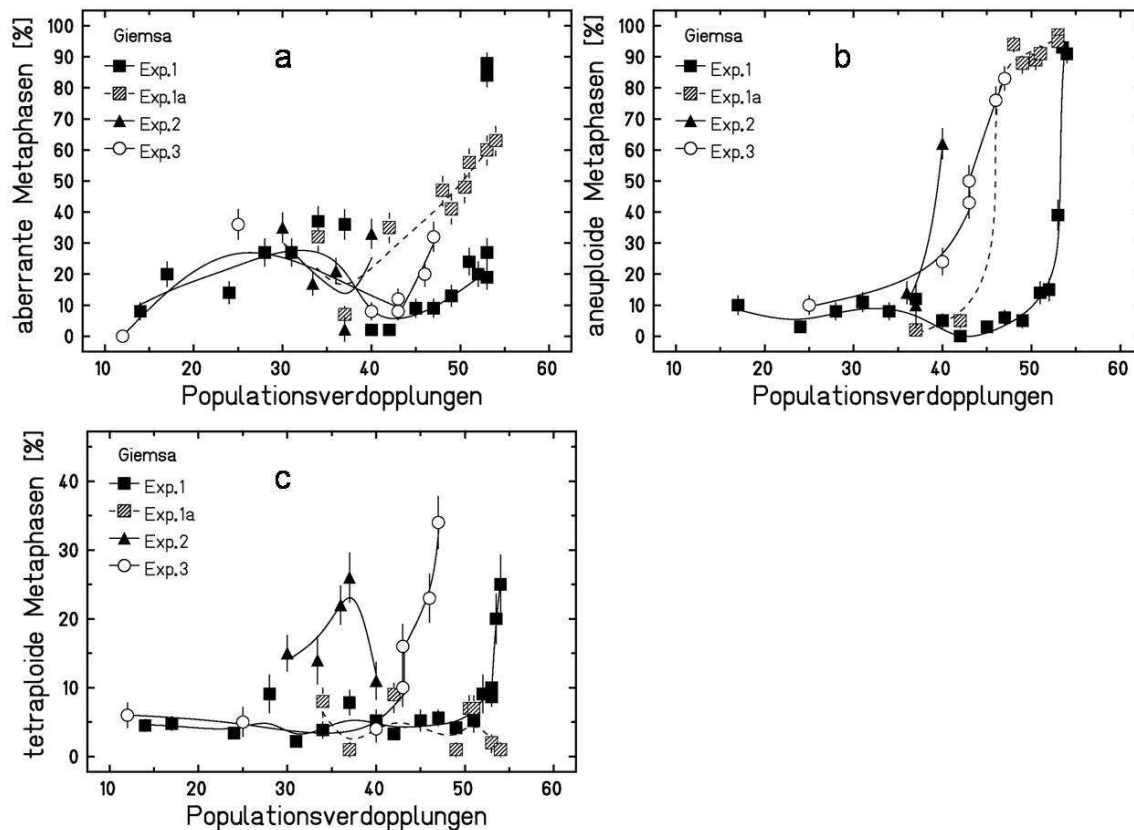 aberrante Metaphasen [%]
Giemsa
a
Exp.1
Exp.1a
Exp.2
Exp.3
100
90
80
70
60
50
40
30
20
10
0
10 20 30 40 50 60
Populationsverdopplungen
aneuploide Metaphasen [%]
Giemsa
b
Exp.1
Exp.1a
Exp.2
Exp.3
100
90
80
70
60
50
40
30
20
10
0
10 20 30 40 50 60
Populationsverdopplungen
tetraploide Metaphasen [%]
Giemsa
c
Exp.1
Exp.1a
Exp.2
Exp.3
40
30
20
10
0
10 20 30 40 50 60
Populationsverdopplungen